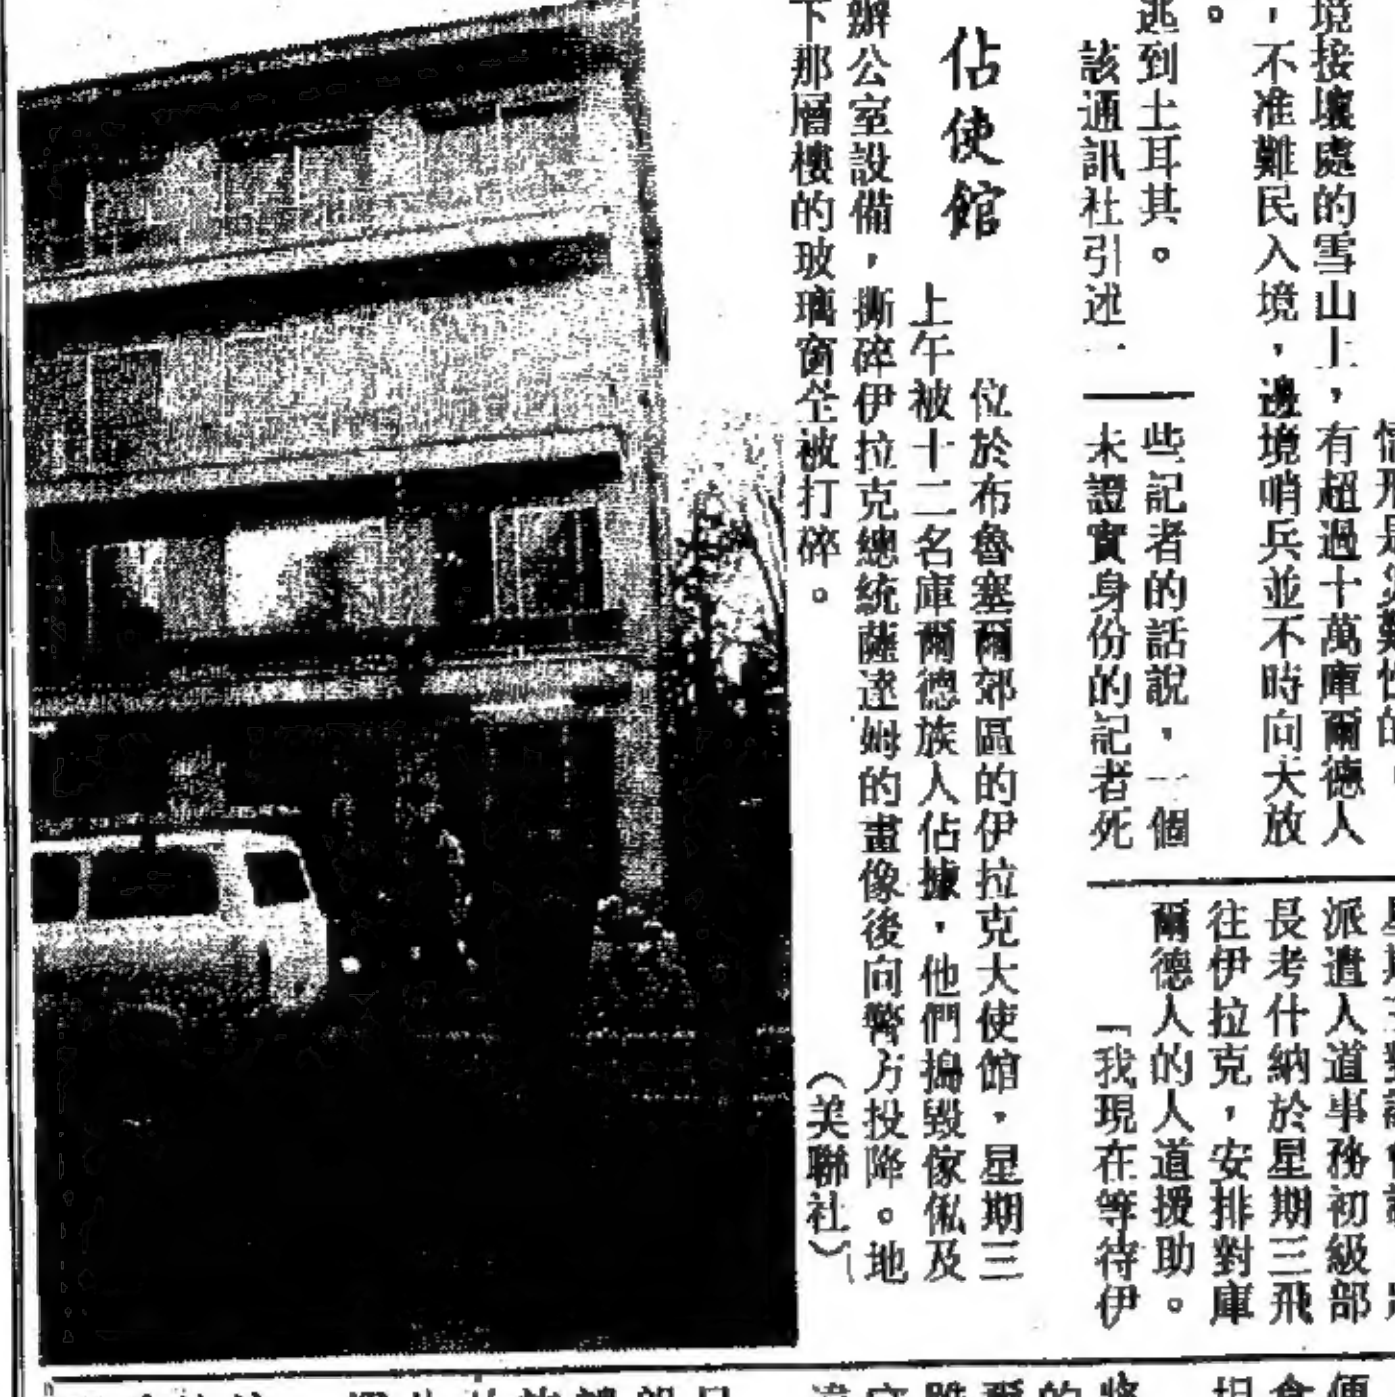 境接壤處的雪山上，有超過十萬庫爾德人
，不准難民入境，邊境哨兵並不時向天放
。
逃到土耳其。
該通訊社引述一
些記者的話說，一個
未證實身份的記者死
派遣人道事務初級部
長考什納於星期三飛
往伊拉克，安排對庫
爾德人的人道援助。
「我現在等待伊
佔使館
位於布魯塞爾郊區的伊拉克大使館，星期三
上午被十二名庫爾德族人佔據，他們搗毀傢俬及
辦公室設備，撕碎伊拉克總統薩達姆的畫像後向警方投降。地
下那層樓的玻璃窗全被打碎。
（美聯社）